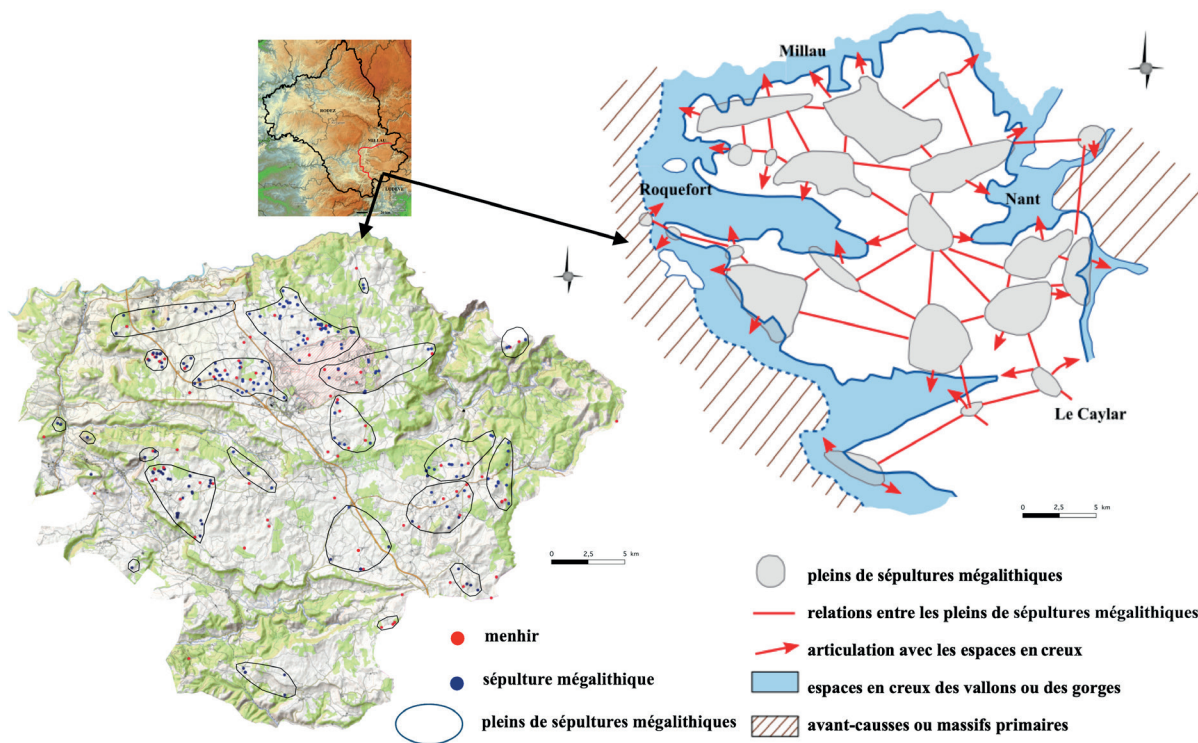 RODEZ
MILLAU
LODEVE
Millau
Roquefort
Nant
Le Caylar
0 2,5 5 km
0 2,5 5 km
menhir
sépulture mégalithique
pleins de sépultures mégalithiques
pleins de sépultures mégalithiques
relations entre les pleins de sépultures mégalithiques
articulation avec les espaces en creux
espaces en creux des vallons ou des gorges
avant-causses ou massifs primaires